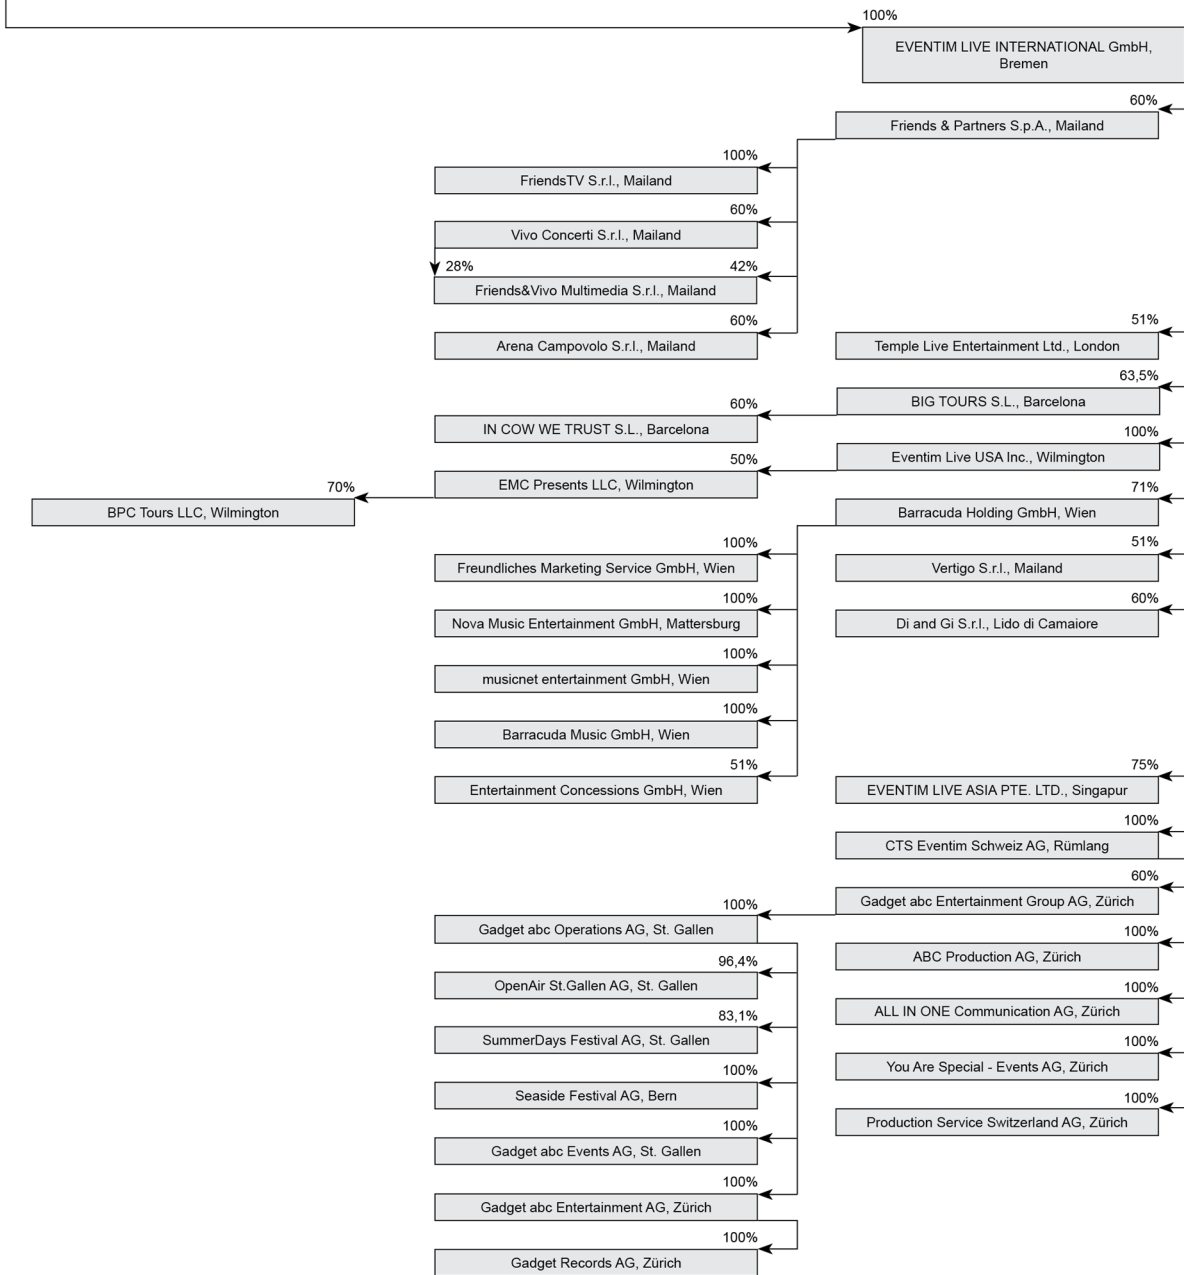 100%
EVENTIM LIVE INTERNATIONAL GmbH,
Bremen
60%
Friends & Partners S.p.A., Mailand
100%
FriendsTV S.r.l., Mailand
60%
Vivo Concerti S.r.l., Mailand
28% 42%
Friends&Vivo Multimedia S.r.l., Mailand
60%
Arena Campovolo S.r.l., Mailand
51%
Temple Live Entertainment Ltd., London
63,5%
BIG TOURS S.L., Barcelona
60%
IN COW WE TRUST S.L., Barcelona
100%
Eventim Live USA Inc., Wilmington
50%
EMC Presents LLC, Wilmington
70%
BPC Tours LLC, Wilmington
71%
Barracuda Holding GmbH, Wien
100%
Freundliches Marketing Service GmbH, Wien
100%
Nova Music Entertainment GmbH, Mattersburg
100%
musicnet entertainment GmbH, Wien
100%
Barracuda Music GmbH, Wien
51%
Entertainment Concessions GmbH, Wien
51%
Vertigo S.r.l., Mailand
60%
Di and Gi S.r.l., Lido di Camaiore
75%
EVENTIM LIVE ASIA PTE. LTD., Singapur
100%
CTS Eventim Schweiz AG, Rümlang
60%
Gadget abc Entertainment Group AG, Zürich
100%
Gadget abc Operations AG, St. Gallen
96,4%
OpenAir St.Gallen AG, St. Gallen
83,1%
SummerDays Festival AG, St. Gallen
100%
Seaside Festival AG, Bern
100%
Gadget abc Events AG, St. Gallen
100%
Gadget abc Entertainment AG, Zürich
100%
Gadget Records AG, Zürich
100%
ABC Production AG, Zürich
100%
ALL IN ONE Communication AG, Zürich
100%
You Are Special - Events AG, Zürich
100%
Production Service Switzerland AG, Zürich